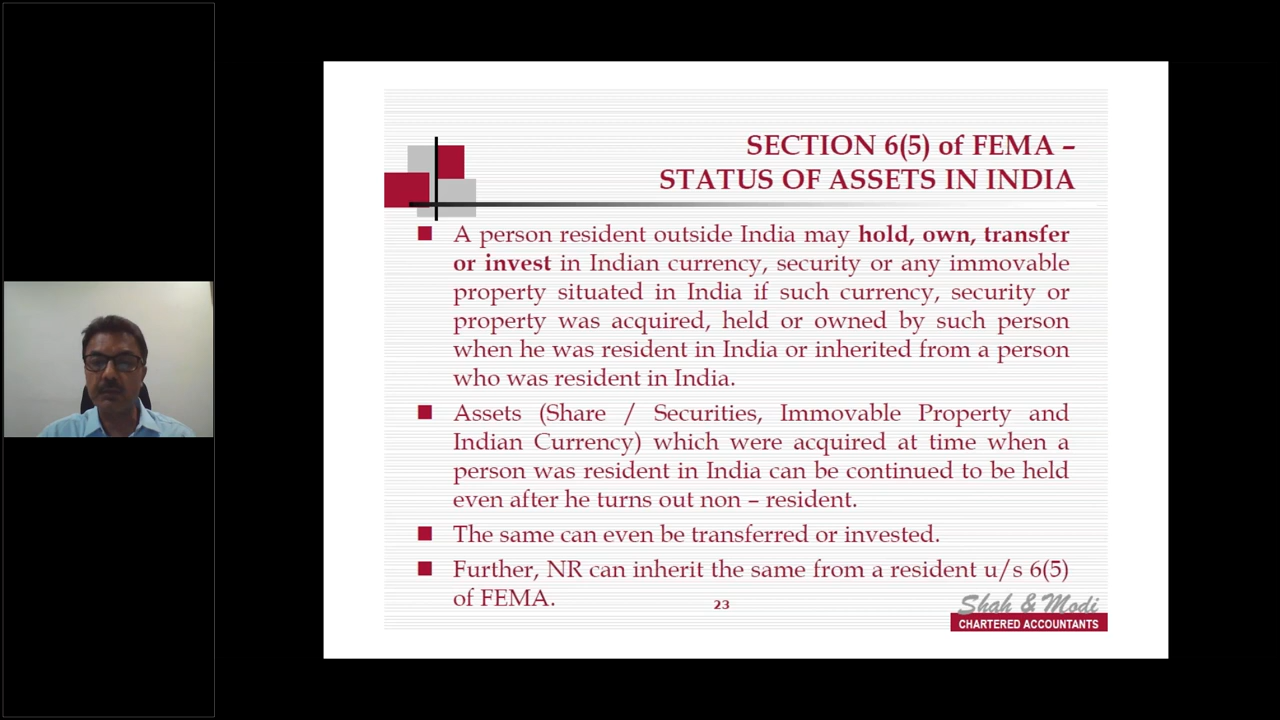 SECTION 6(5) of FEMA –
STATUS OF ASSETS IN INDIA
A person resident outside India may hold, own, transfer
or invest in Indian currency, security or any immovable
property situated in India if such currency, security or
property was acquired, held or owned by such person
when he was resident in India or inherited from a person
who was resident in India.
Assets (Share / Securities, Immovable Property and
Indian Currency) which were acquired at time when a
person was resident in India can be continued to be held
even after he turns out non – resident.
The same can even be transferred or invested.
Further, NR can inherit the same from a resident u/s 6(5)
of FEMA.
23
Shah & Modi
CHARTERED ACCOUNTANTS